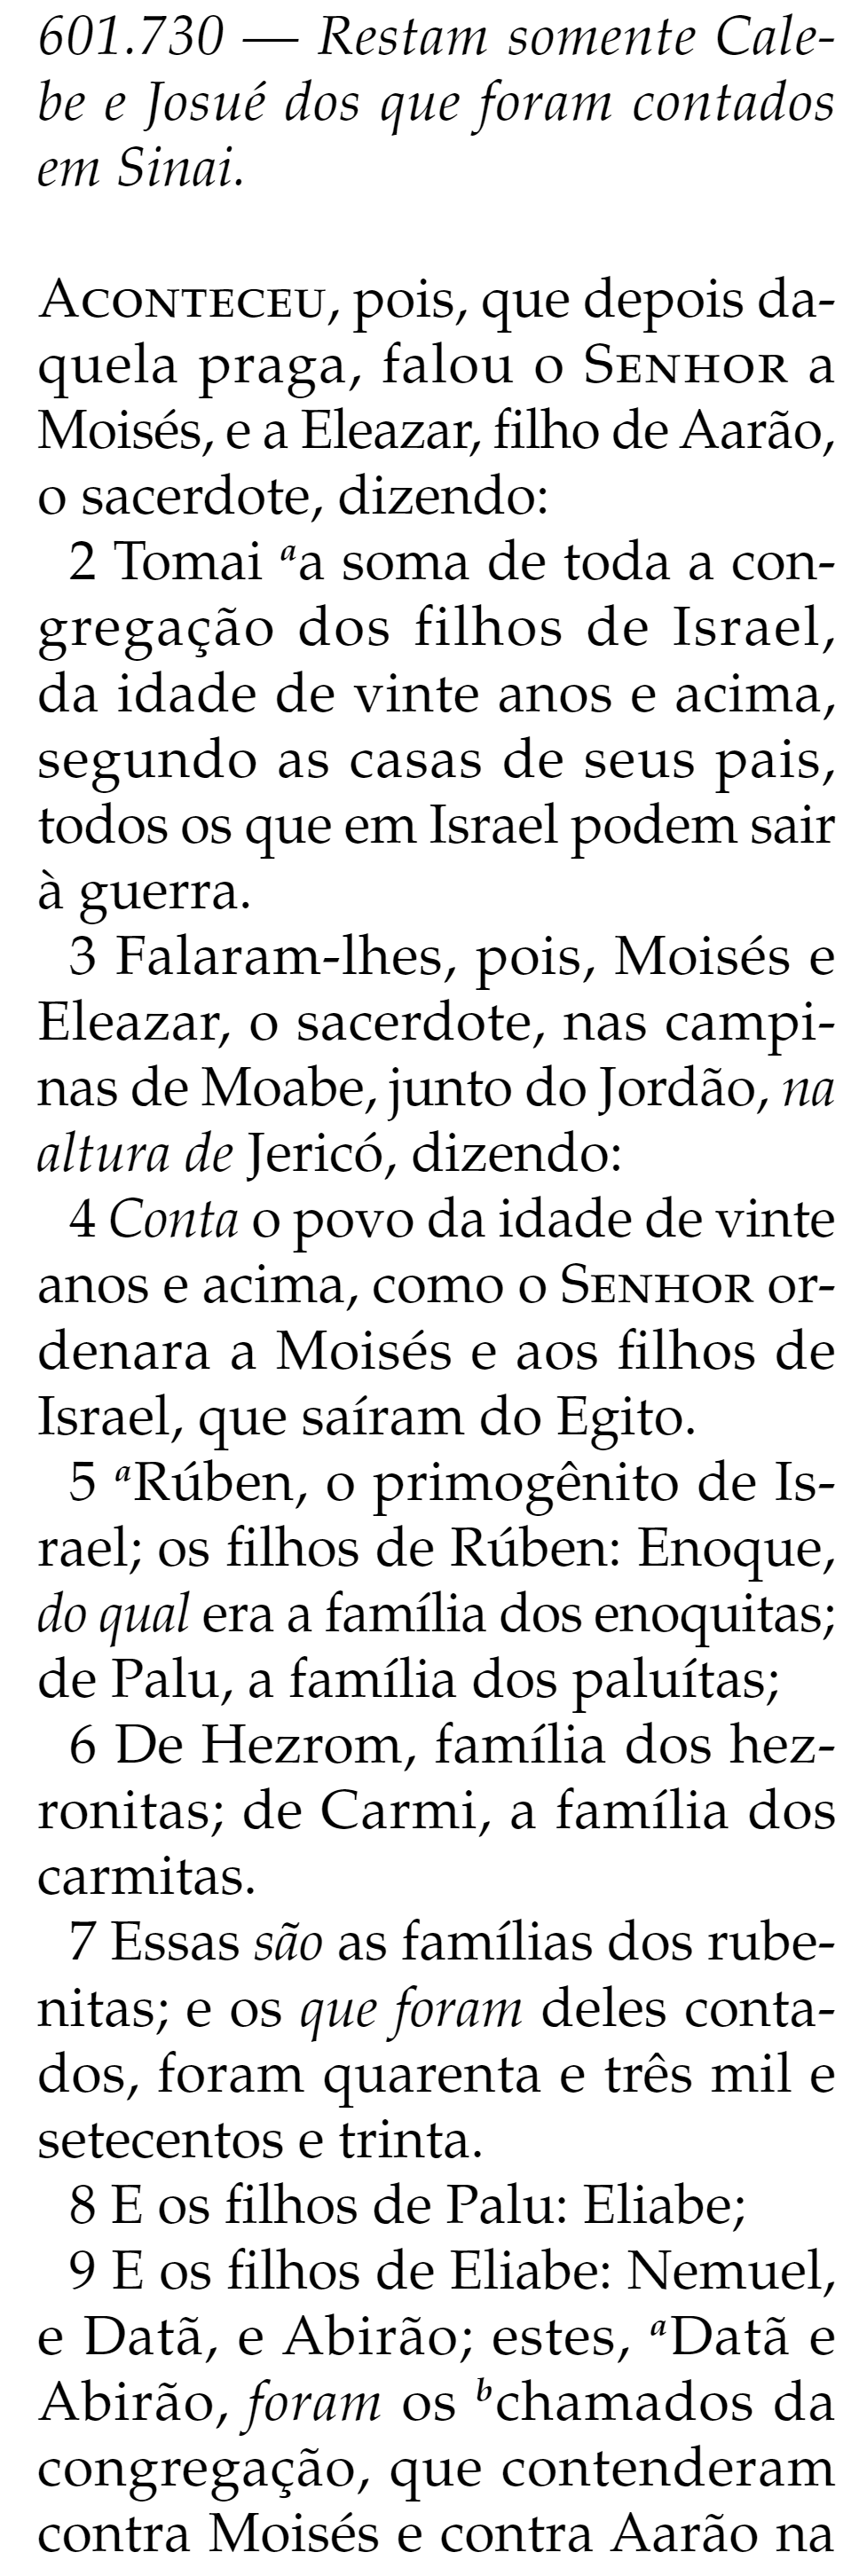 601.730 — Restam somente Cale-
be e Josué dos que foram contados
em Sinai.
Aconteceu, pois, que depois da-
quela praga, falou o Senhor a
Moisés, e a Eleazar, filho de Aarão,
o sacerdote, dizendo:
2 Tomai ᵃa soma de toda a con-
gregação dos filhos de Israel,
da idade de vinte anos e acima,
segundo as casas de seus pais,
todos os que em Israel podem sair
à guerra.
3 Falaram-lhes, pois, Moisés e
Eleazar, o sacerdote, nas campi-
nas de Moabe, junto do Jordão, na
altura de Jericó, dizendo:
4 Conta o povo da idade de vinte
anos e acima, como o Senhor or-
denara a Moisés e aos filhos de
Israel, que saíram do Egito.
5 ᵃRúben, o primogênito de Is-
rael; os filhos de Rúben: Enoque,
do qual era a família dos enoquitas;
de Palu, a família dos paluítas;
6 De Hezrom, família dos hez-
ronitas; de Carmi, a família dos
carmitas.
7 Essas são as famílias dos rube-
nitas; e os que foram deles conta-
dos, foram quarenta e três mil e
setecentos e trinta.
8 E os filhos de Palu: Eliabe;
9 E os filhos de Eliabe: Nemuel,
e Datã, e Abirão; estes, ᵃDatã e
Abirão, foram os ᵇchamados da
congregação, que contenderam
contra Moisés e contra Aarão na